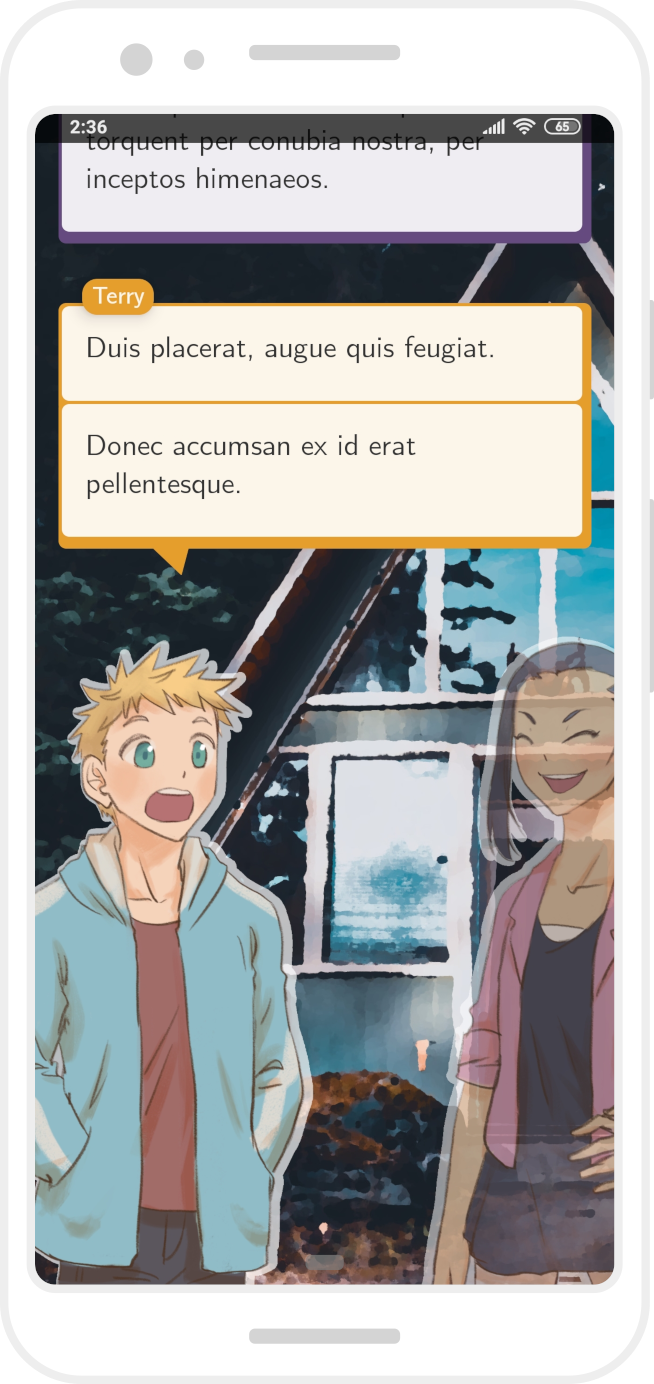 2:36
65
torquent per conubia nostra, per
inceptos himenaeos.
Terry
Duis placerat, augue quis feugiat.
Donec accumsan ex id erat
pellentesque.